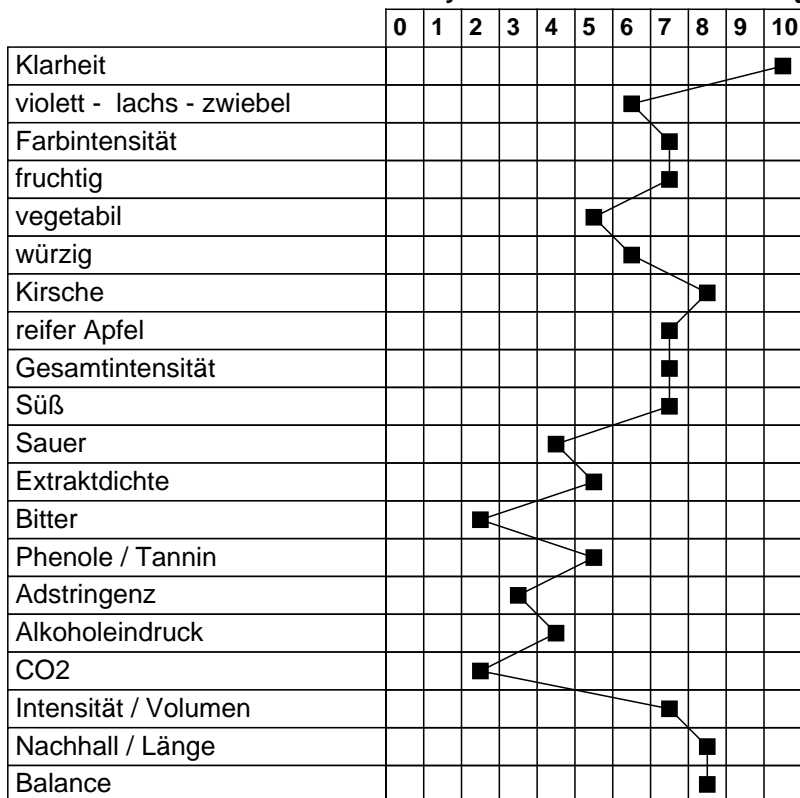 0 1 2 3 4 5 6 7 8 9 10
Klarheit
violett - lachs - zwiebel
Farbintensität
fruchtig
vegetabil
würzig
Kirsche
reifer Apfel
Gesamtintensität
Süß
Sauer
Extraktdichte
Bitter
Phenole / Tannin
Adstringenz
Alkoholeindruck
CO2
Intensität / Volumen
Nachhall / Länge
Balance